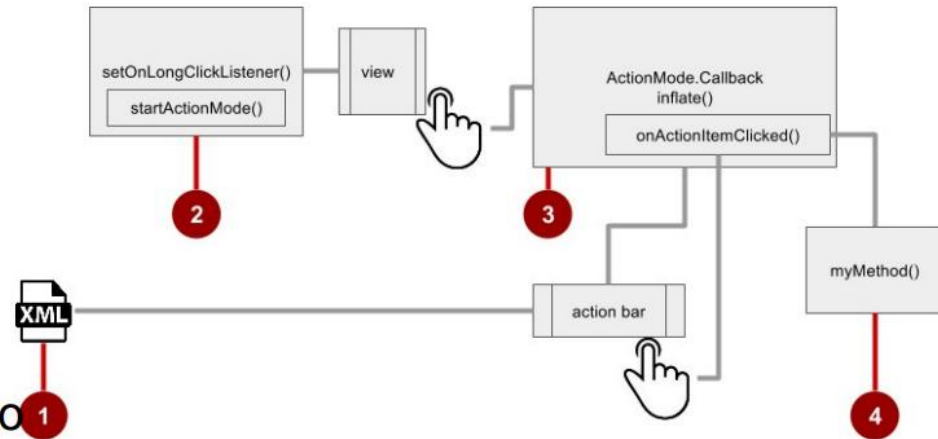 setOnLongClickListener()
startActionMode()
view
ActionMode.Callback
inflate()
onActionItemClicked()
2
3
myMethod()
XML
action bar
o
1
4